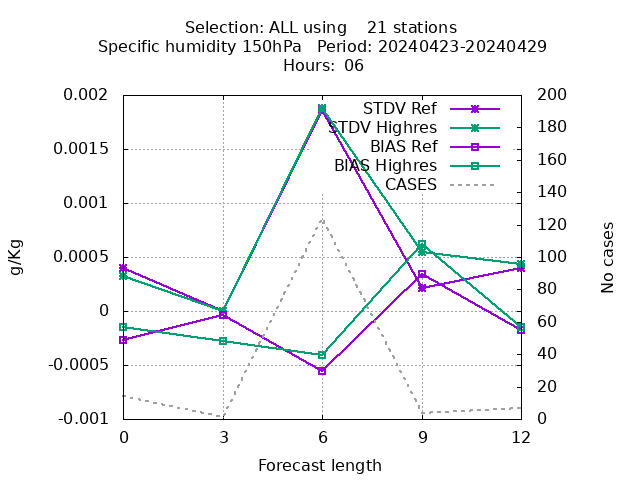 Selection: ALL using    21 stations
Specific humidity 150hPa   Period: 20240423-20240429
Hours:  06
STDV Ref
STDV Highres
BIAS Ref
BIAS Highres
CASES
0.002
0.0015
0.001
0.0005
0
-0.0005
-0.001
g/Kg
200
180
160
140
120
100
80
60
40
20
0
No cases
0 3 6 9 12
Forecast length